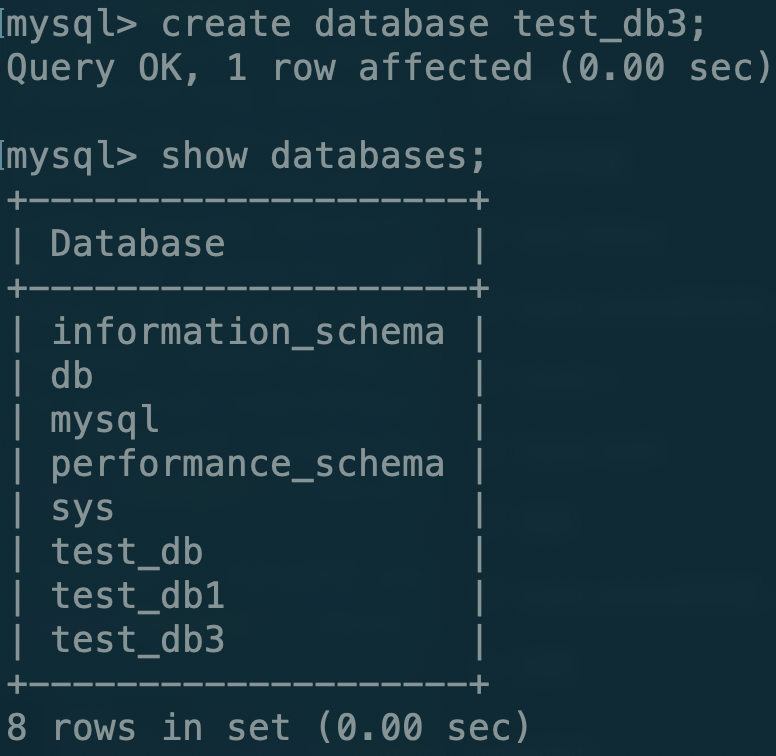 mysql> create database test_db3;
Query OK, 1 row affected (0.00 sec)
mysql> show databases;
+--------------------+
| Database           |
+--------------------+
| information_schema |
| db                 |
| mysql              |
| performance_schema |
| sys                |
| test_db            |
| test_db1           |
| test_db3           |
+--------------------+
8 rows in set (0.00 sec)